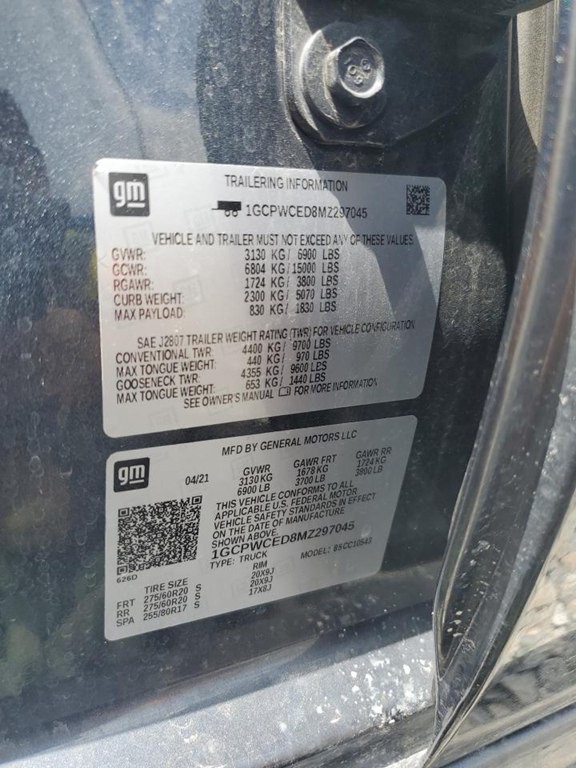 gm
TRAILERING INFORMATION
1GCPWCED8MZ297045
VEHICLE AND TRAILER MUST NOT EXCEED ANY OF THESE VALUES
GVWR: 3130 KG / 6900 LBS
GCWR: 6804 KG / 15000 LBS
RGAWR: 1724 KG / 3800 LBS
CURB WEIGHT: 2300 KG / 5070 LBS
MAX PAYLOAD: 830 KG / 1830 LBS
SAE J2807 TRAILER WEIGHT RATING (TWR) FOR VEHICLE CONFIGURATION
CONVENTIONAL TWR: 4400 KG / 9700 LBS
MAX TONGUE WEIGHT: 440 KG / 970 LBS
GOOSENECK TWR: 4355 KG / 9600 LBS
MAX TONGUE WEIGHT: 653 KG / 1440 LBS
SEE OWNER'S MANUAL FOR MORE INFORMATION
gm
MFD BY GENERAL MOTORS LLC
04/21 GVWR GAWR FRT GAWR RR
3130 KG 1678 KG 1724 KG
6900 LB 3700 LB 3800 LB
THIS VEHICLE CONFORMS TO ALL
APPLICABLE U.S. FEDERAL MOTOR
VEHICLE SAFETY STANDARDS IN EFFECT
ON THE DATE OF MANUFACTURE
SHOWN ABOVE.
1GCPWCED8MZ297045
TYPE: TRUCK MODEL:
626D
TIRE SIZE RIM
FRT 275/60R20 S 20X9J
RR 275/60R20 S 20X9J
SPA 255/80R17 S 17X8J